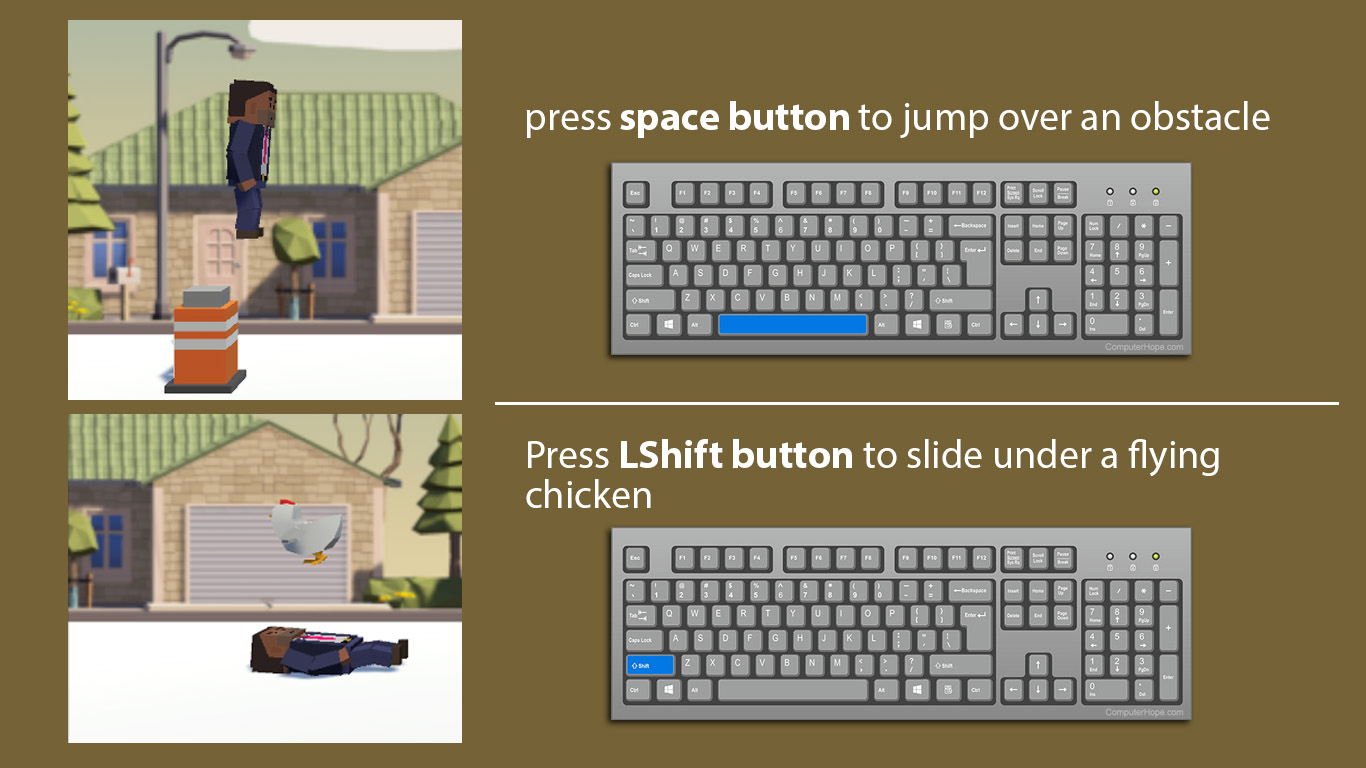 press space button to jump over an obstacle
Esc F1 F2 F3 F4 F5 F6 F7 F8 F9 F10 F11 F12 Print Screen Sys Rq Scroll Lock Pause Break
~ ` ! 1 @ 2 # 3 $ 4 % 5 ^ 6 & 7 * 8 ( 9 ) 0 _ - + = ←Backspace Insert Home Page Up Num Lock / * -
Tab Q W E R T Y U I O P { [ } ] Enter ↵ Delete End Page Down 7 Home 8 ↑ 9 PgUp +
Caps Lock A S D F G H J K L : ; " ' | \ 4 ← 5 6 →
⇧ Shift Z X C V B N M < , > . ? / ⇧ Shift ↑ 1 End 2 ↓ 3 PgDn Enter
Ctrl Alt Alt Ctrl ← ↓ → 0 Ins . Del
ComputerHope.com
Press LShift button to slide under a flying
chicken
Esc F1 F2 F3 F4 F5 F6 F7 F8 F9 F10 F11 F12 Print Screen Sys Rq Scroll Lock Pause Break
~ ` ! 1 @ 2 # 3 $ 4 % 5 ^ 6 & 7 * 8 ( 9 ) 0 _ - + = ←Backspace Insert Home Page Up Num Lock / * -
Tab Q W E R T Y U I O P { [ } ] Enter ↵ Delete End Page Down 7 Home 8 ↑ 9 PgUp +
Caps Lock A S D F G H J K L : ; " ' | \ 4 ← 5 6 →
⇧ Shift Z X C V B N M < , > . ? / ⇧ Shift ↑ 1 End 2 ↓ 3 PgDn Enter
Ctrl Alt Alt Ctrl ← ↓ → 0 Ins . Del
ComputerHope.com